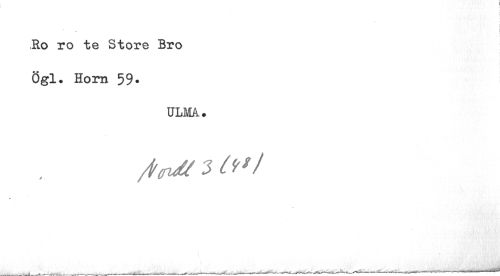 Ro ro te Store Bro
Ögl. Horn 59.
ULMA.
Nordl 3 (48)